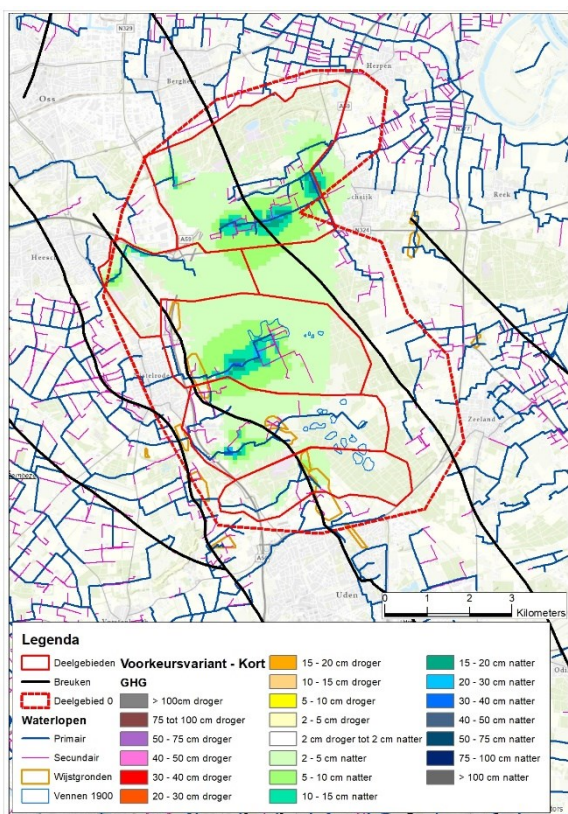 N329
Berghem
Herpen
Oss
A50
N277
Schaijk
Reek
N324
A59
Heesch
Zeeland
Uden
0 1 2 3
Kilometers
Legenda
Deelgebieden
Breuken
Deelgebied 0
Waterlopen
Primair
Secundair
Wijstgronden
Vennen 1900
Voorkeursvariant - Kort
GHG
> 100cm droger
75 tot 100 cm droger
50 - 75 cm droger
40 - 50 cm droger
30 - 40 cm droger
20 - 30 cm droger
15 - 20 cm droger
10 - 15 cm droger
5 - 10 cm droger
2 - 5 cm droger
2 cm droger tot 2 cm natter
2 - 5 cm natter
5 - 10 cm natter
10 - 15 cm natter
15 - 20 cm natter
20 - 30 cm natter
30 - 40 cm natter
40 - 50 cm natter
50 - 75 cm natter
75 - 100 cm natter
> 100 cm natter